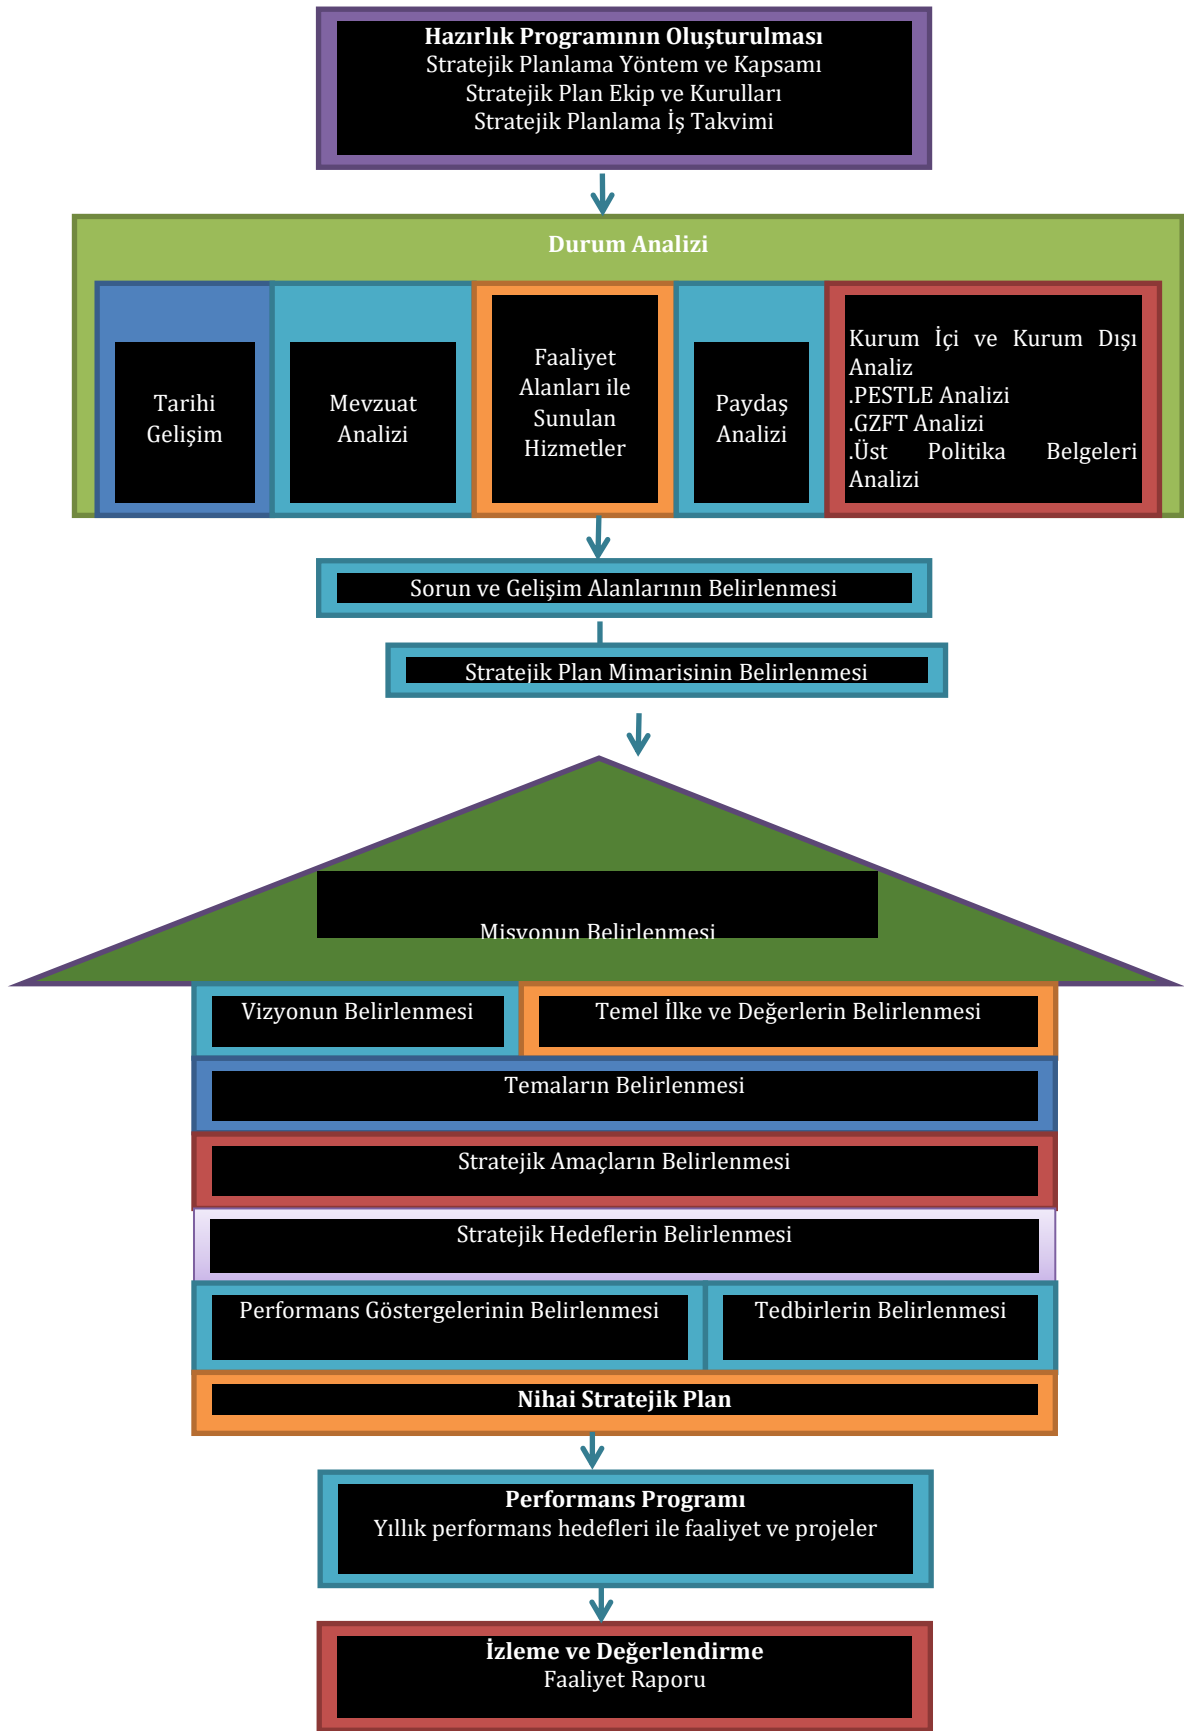 Hazırlık Programının Oluşturulması
Stratejik Planlama Yöntem ve Kapsamı
Stratejik Plan Ekip ve Kurulları
Stratejik Planlama İş Takvimi
Durum Analizi
Tarihi
Gelişim
Mevzuat
Analizi
Faaliyet
Alanları ile
Sunulan
Hizmetler
Paydaş
Analizi
Kurum İçi ve Kurum Dışı
Analiz
.PESTLE Analizi
.GZFT Analizi
.Üst Politika Belgeleri
Analizi
Sorun ve Gelişim Alanlarının Belirlenmesi
Stratejik Plan Mimarisinin Belirlenmesi
Misyonun Belirlenmesi
Vizyonun Belirlenmesi
Temel İlke ve Değerlerin Belirlenmesi
Temaların Belirlenmesi
Stratejik Amaçların Belirlenmesi
Stratejik Hedeflerin Belirlenmesi
Performans Göstergelerinin Belirlenmesi
Tedbirlerin Belirlenmesi
Nihai Stratejik Plan
Performans Programı
Yıllık performans hedefleri ile faaliyet ve projeler
İzleme ve Değerlendirme
Faaliyet Raporu